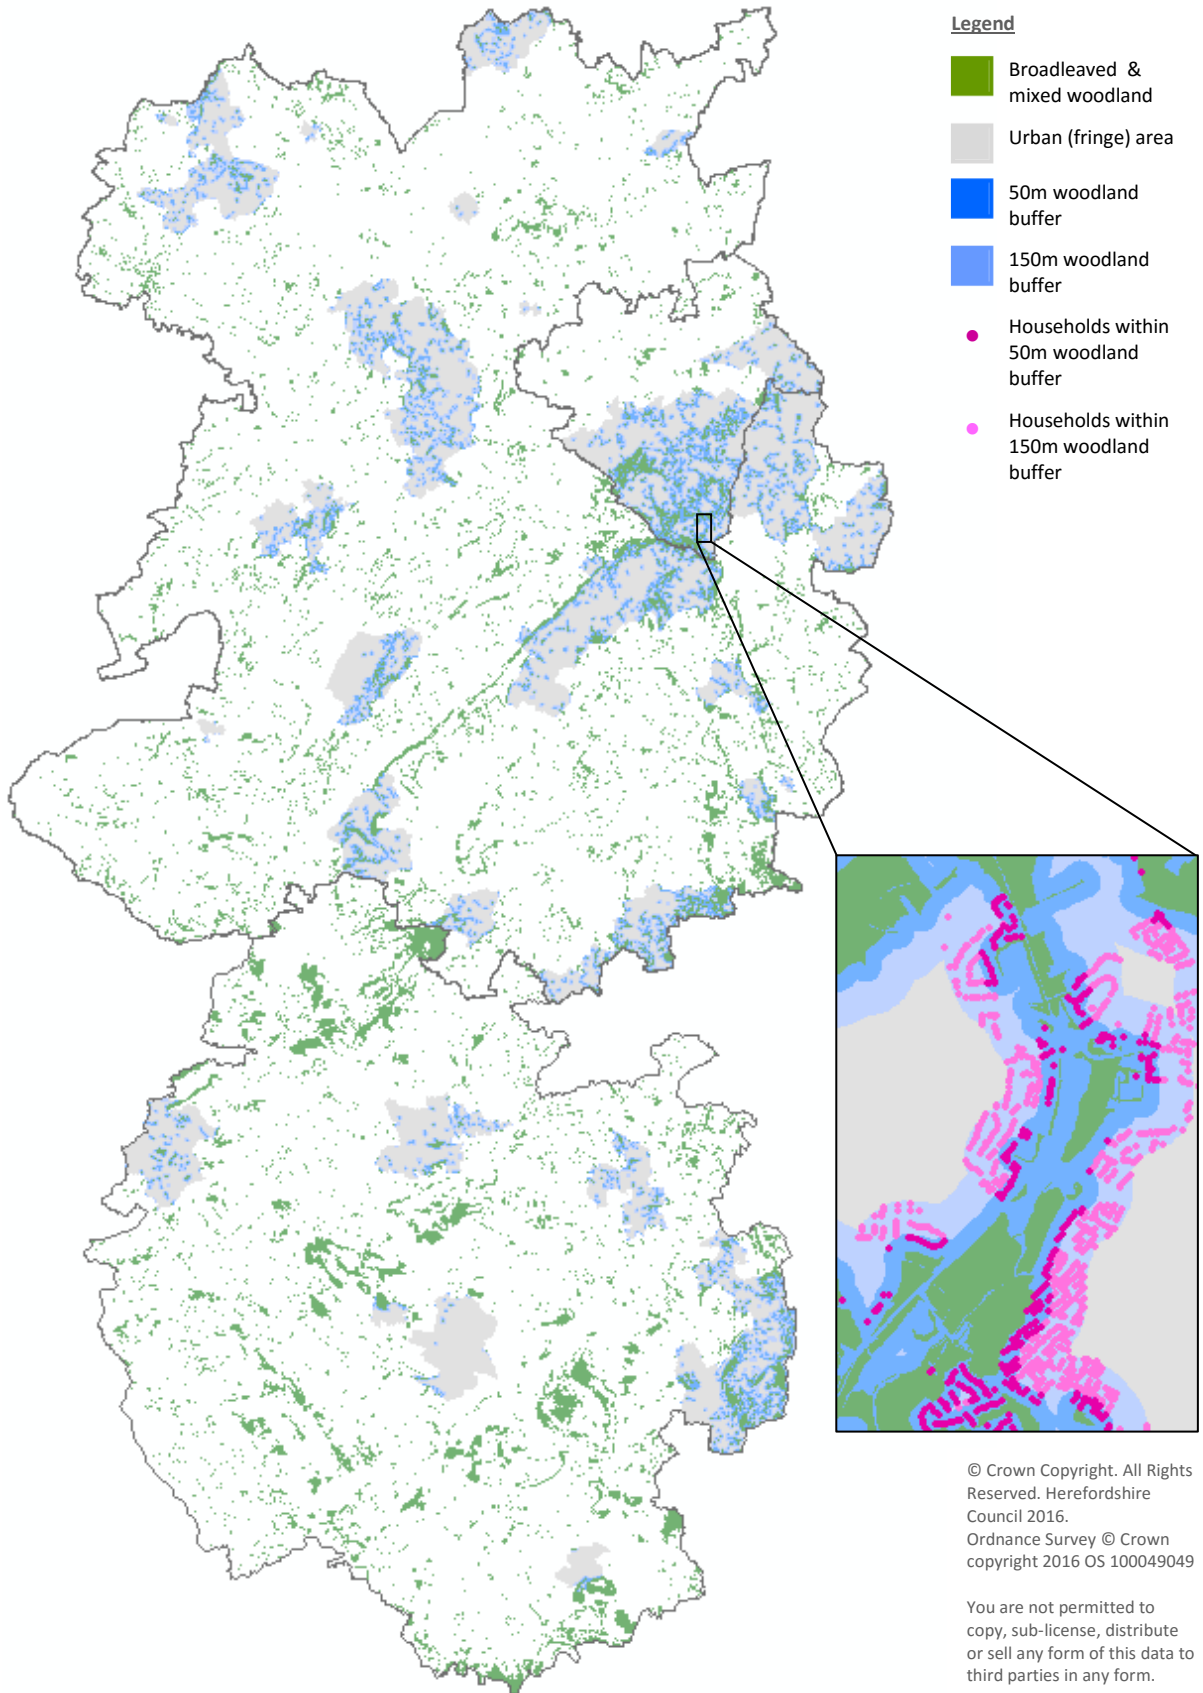 Legend
Broadleaved &
mixed woodland
Urban (fringe) area
50m woodland
buffer
150m woodland
buffer
Households within
50m woodland
buffer
Households within
150m woodland
buffer
© Crown Copyright. All Rights
Reserved. Herefordshire
Council 2016.
Ordnance Survey © Crown
copyright 2016 OS 100049049
You are not permitted to
copy, sub-license, distribute
or sell any form of this data to
third parties in any form.